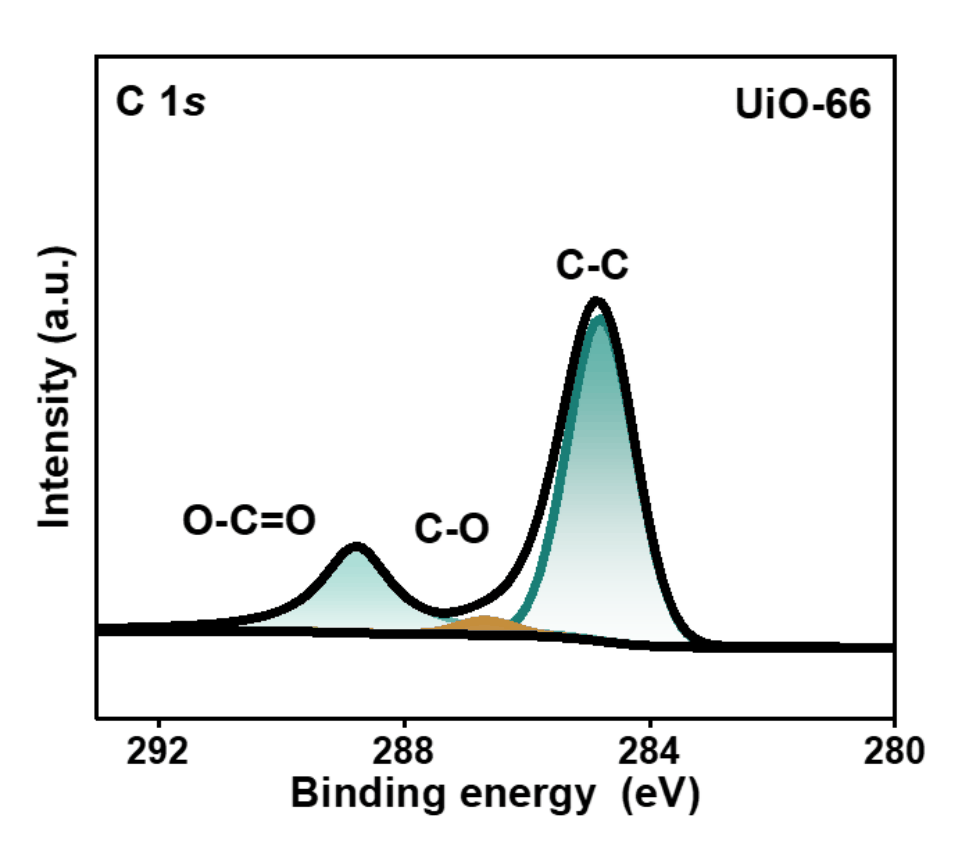 C 1s
UiO-66
C-C
O-C=O
C-O
Intensity (a.u.)
292
288
284
280
Binding energy (eV)